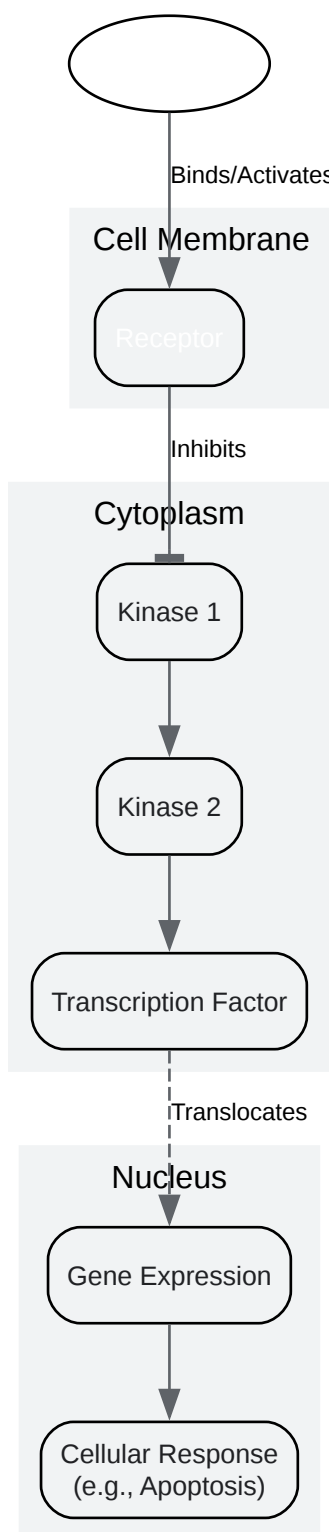 Binds/Activates
Cell Membrane
Receptor
Inhibits
Cytoplasm
Kinase 1
Kinase 2
Transcription Factor
Translocates
Nucleus
Gene Expression
Cellular Response
(e.g., Apoptosis)